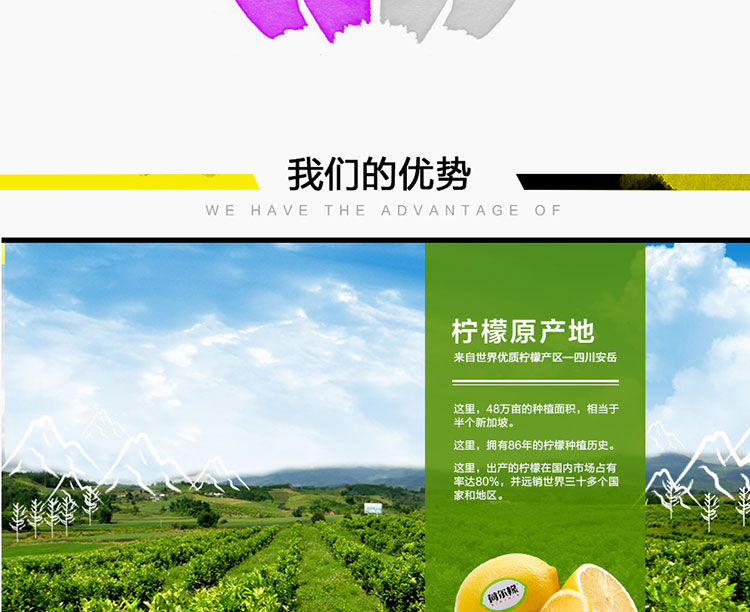 我们的优势
WE HAVE THE ADVANTAGE OF
柠檬原产地
来自世界优质柠檬产区—四川安岳
这里，48万亩的种植面积，相当于
半个新加坡。
这里，拥有86年的柠檬种植历史。
这里，出产的柠檬在国内市场占有
率达80%，并远销世界三十多个国
家和地区。